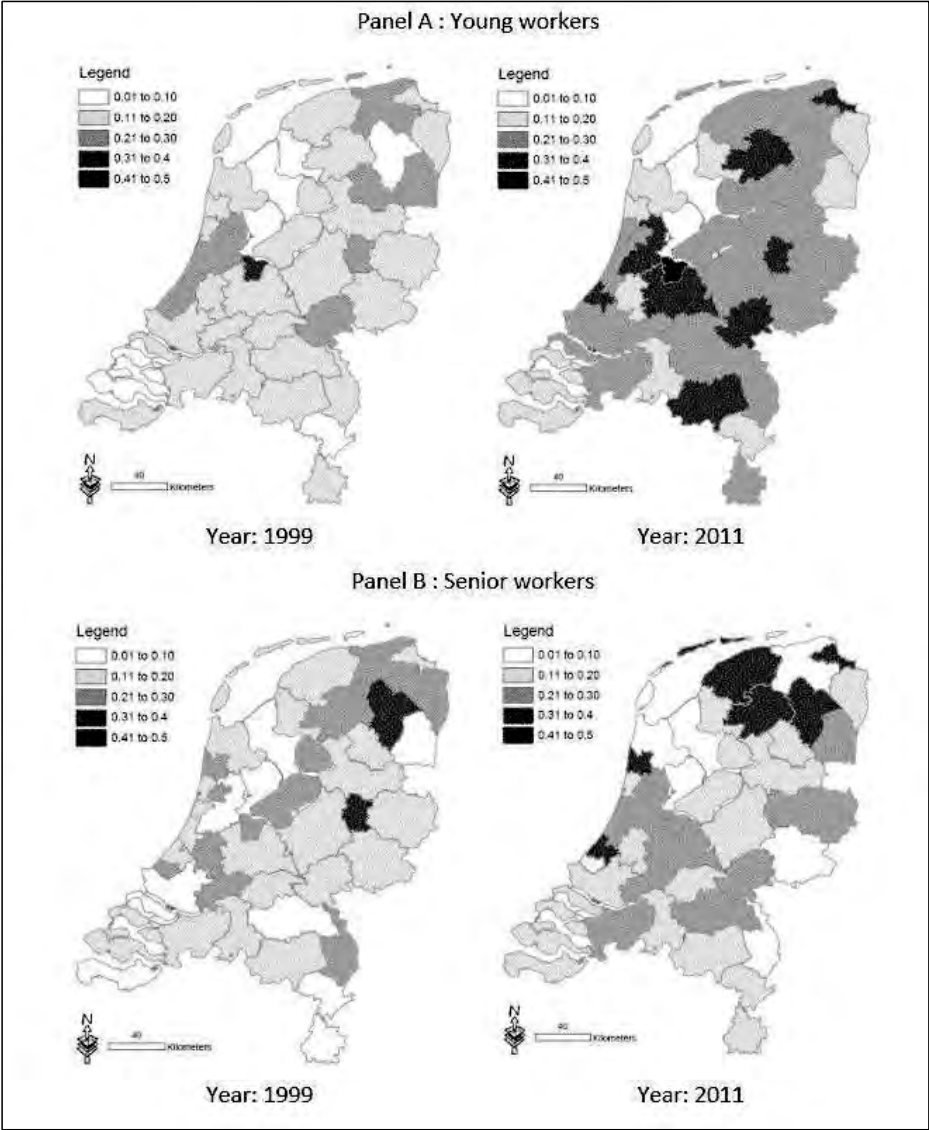 Panel A : Young workers
Legend
0.01 to 0.10
0.11 to 0.20
0.21 to 0.30
0.31 to 0.4
0.41 to 0.5
N
40
Kilometers
Year: 1999
Legend
0.01 to 0.10
0.11 to 0.20
0.21 to 0.30
0.31 to 0.4
0.41 to 0.5
N
40
Kilometers
Year: 2011
Panel B : Senior workers
Legend
0.01 to 0.10
0.11 to 0.20
0.21 to 0.30
0.31 to 0.4
0.41 to 0.5
N
40
Kilometers
Year: 1999
Legend
0.01 to 0.10
0.11 to 0.20
0.21 to 0.30
0.31 to 0.4
0.41 to 0.5
N
40
Kilometers
Year: 2011